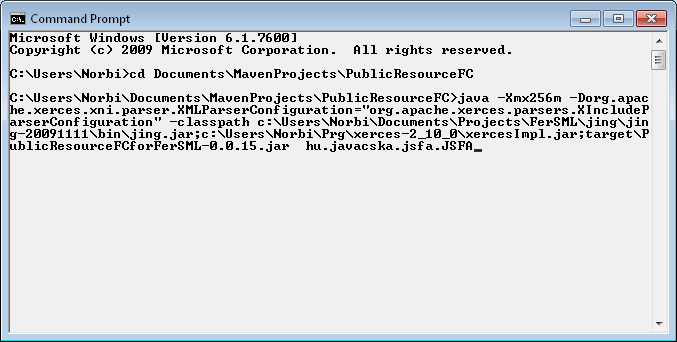 Command Prompt
Microsoft Windows [Version 6.1.7600]
Copyright (c) 2009 Microsoft Corporation.  All rights reserved.
C:\Users\Norbi>cd Documents\MavenProjects\PublicResourceFC
C:\Users\Norbi\Documents\MavenProjects\PublicResourceFC>java -Xmx256m -Dorg.apac
he.xerces.xni.parser.XMLParserConfiguration="org.apache.xerces.parsers.XIncludeP
arserConfiguration" -classpath c:\Users\Norbi\Documents\Projects\FerSML\jing\jin
g-20091111\bin\jing.jar;c:\Users\Norbi\Prg\xerces-2_10_0\xercesImpl.jar;target\P
ublicResourceFCforFerSML-0.0.15.jar  hu.javacska.jsfa.JSFA_